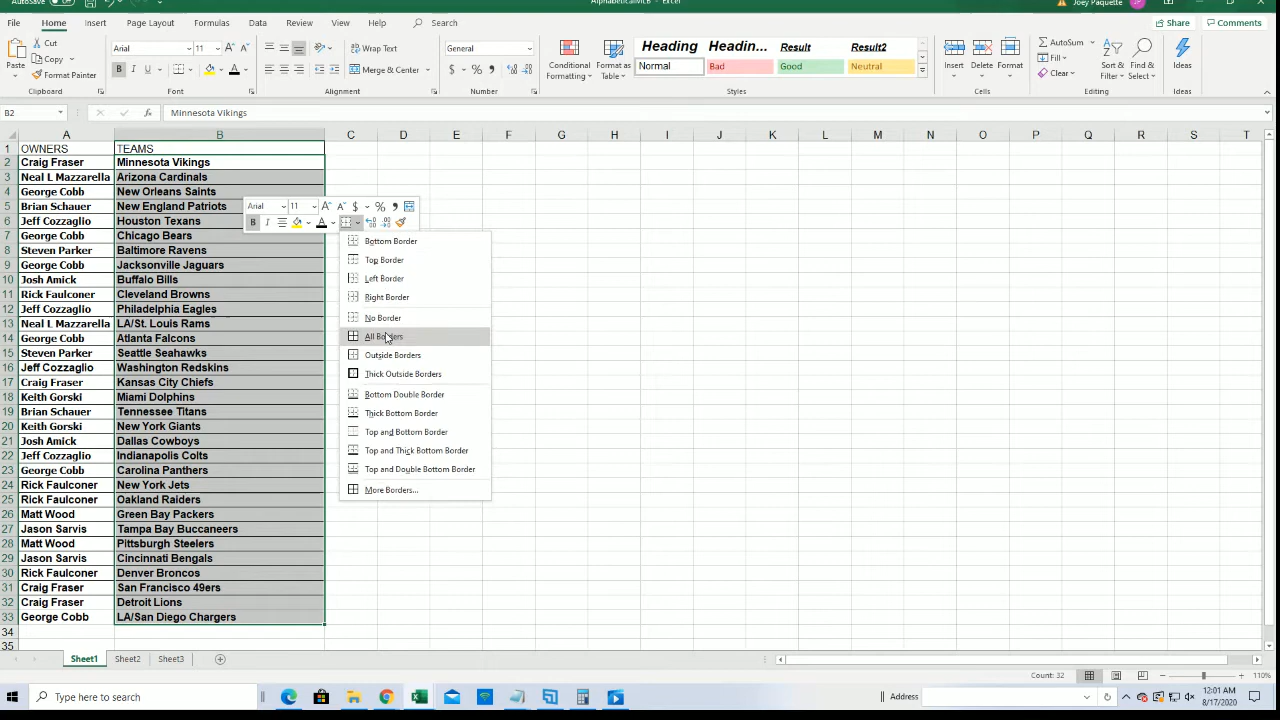 AutoSave Off AlphabeticalVLB - Excel Joey Paquette JP
File Home Insert Page Layout Formulas Data Review View Help Search Share Comments
Cut Arial 11 Wrap Text General Heading Headin... Result Result2 AutoSum
Copy Fill
Format Painter Merge & Center Normal Bad Good Neutral Clear
Paste Conditional Formatting Format as Table Insert Delete Format Sort & Filter Find & Select Ideas
Clipboard Font Alignment Number Styles Cells Editing Ideas
B2 fx Minnesota Vikings
A B C D E F G H I J K L M N O P Q R S T
1 OWNERS TEAMS
2 Craig Fraser Minnesota Vikings
3 Neal L Mazzarella Arizona Cardinals
4 George Cobb New Orleans Saints
5 Brian Schauer New England Patriots
6 Jeff Cozzaglio Houston Texans
7 George Cobb Chicago Bears
8 Steven Parker Baltimore Ravens
9 George Cobb Jacksonville Jaguars
10 Josh Amick Buffalo Bills
11 Rick Faulconer Cleveland Browns
12 Jeff Cozzaglio Philadelphia Eagles
13 Neal L Mazzarella LA/St. Louis Rams
14 George Cobb Atlanta Falcons
15 Steven Parker Seattle Seahawks
16 Jeff Cozzaglio Washington Redskins
17 Craig Fraser Kansas City Chiefs
18 Keith Gorski Miami Dolphins
19 Brian Schauer Tennessee Titans
20 Keith Gorski New York Giants
21 Josh Amick Dallas Cowboys
22 Jeff Cozzaglio Indianapolis Colts
23 George Cobb Carolina Panthers
24 Rick Faulconer New York Jets
25 Rick Faulconer Oakland Raiders
26 Matt Wood Green Bay Packers
27 Jason Sarvis Tampa Bay Buccaneers
28 Matt Wood Pittsburgh Steelers
29 Jason Sarvis Cincinnati Bengals
30 Rick Faulconer Denver Broncos
31 Craig Fraser San Francisco 49ers
32 Craig Fraser Detroit Lions
33 George Cobb LA/San Diego Chargers
34
35
Arial 11
Bottom Border
Top Border
Left Border
Right Border
No Border
All Borders
Outside Borders
Thick Outside Borders
Bottom Double Border
Thick Bottom Border
Top and Bottom Border
Top and Thick Bottom Border
Top and Double Bottom Border
More Borders...
Sheet1 Sheet2 Sheet3
Count: 32 110%
Type here to search Address 12:01 AM
8/17/2020